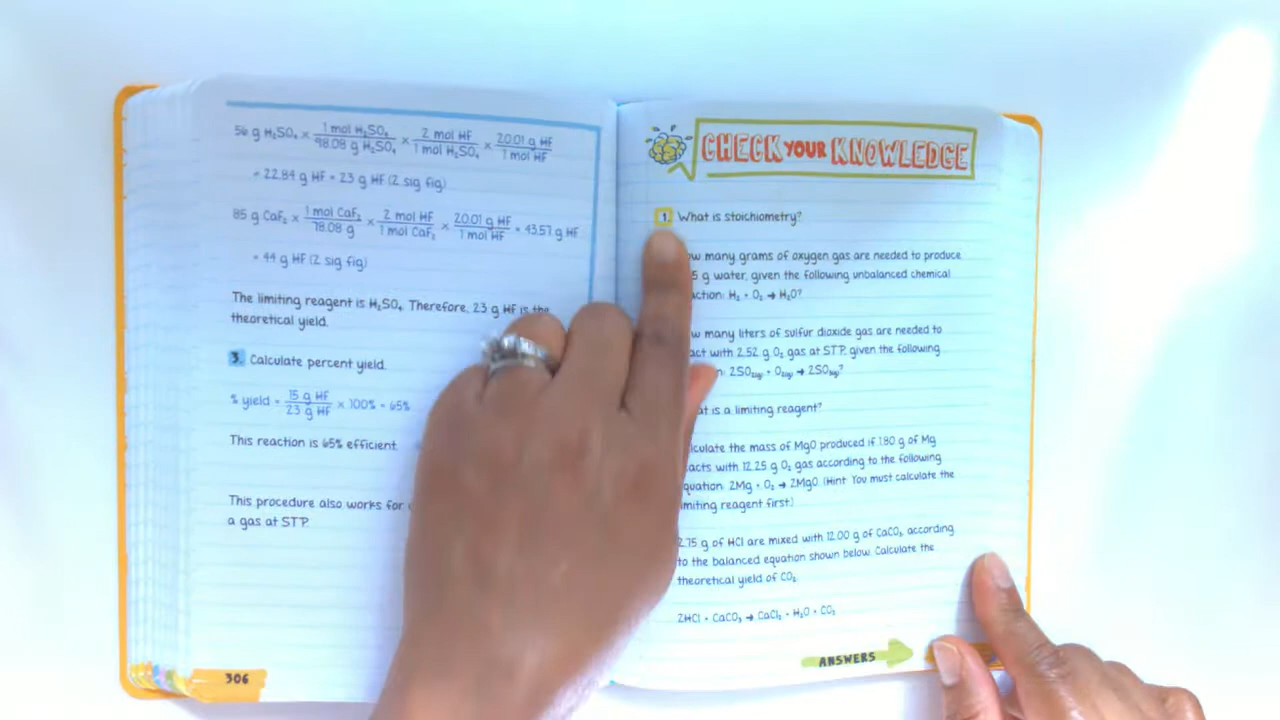 56 g H₂SO₄ × 1 mol H₂SO₄ / 98.08 g H₂SO₄ × 2 mol HF / 1 mol H₂SO₄ × 20.01 g HF / 1 mol HF
= 22.84 g HF = 23 g HF (2 sig fig)
85 g CaF₂ × 1 mol CaF₂ / 78.08 g × 2 mol HF / 1 mol CaF₂ × 20.01 g HF / 1 mol HF = 43.57 g HF
= 44 g HF (2 sig fig)
The limiting reagent is H₂SO₄. Therefore, 23 g HF is the
theoretical yield.
3. Calculate percent yield.
% yield = 15 g HF / 23 g HF × 100% = 65%
This reaction is 65% efficient.
This procedure also works for
a gas at STP.
306
CHECK YOUR KNOWLEDGE
1. What is stoichiometry?
many grams of oxygen gas are needed to produce
5 g water, given the following unbalanced chemical
H₂ + O₂ → H₂O?
many liters of sulfur dioxide gas are needed to
with 2.52 g O₂ gas at STP, given the following
2SO₂(g) + O₂(g) → 2SO₃(g)?
is a limiting reagent?
the mass of MgO produced if 1.80 g of Mg
with 12.25 g O₂ gas according to the following
2Mg + O₂ → 2MgO. (Hint: You must calculate the
limiting reagent first.)
2.75 g of HCl are mixed with 12.00 g of CaCO₃, according
to the balanced equation shown below. Calculate the
theoretical yield of CO₂.
2HCl + CaCO₃ → CaCl₂ + H₂O + CO₂
ANSWERS